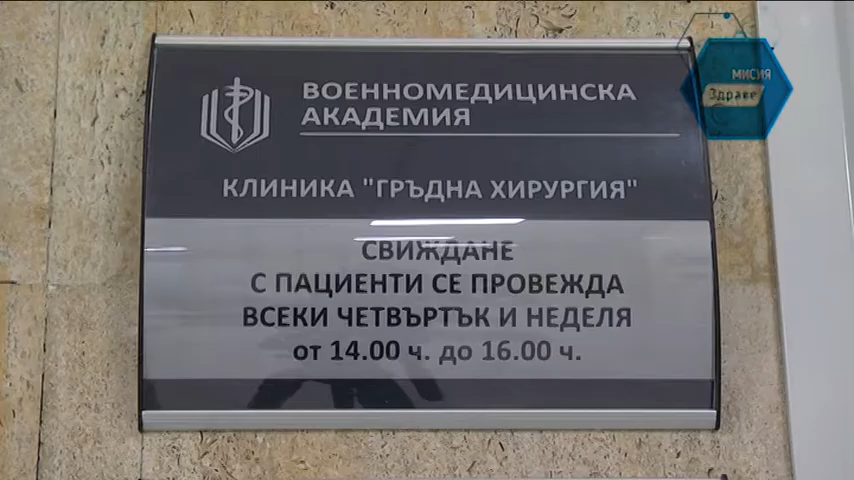 МИСИЯ
Здраве
ВОЕННОМЕДИЦИНСКА
АКАДЕМИЯ
КЛИНИКА "ГРЪДНА ХИРУРГИЯ"
СВИЖДАНЕ
С ПАЦИЕНТИ СЕ ПРОВЕЖДА
ВСЕКИ ЧЕТВЪРТЪК И НЕДЕЛЯ
от 14.00 ч. до 16.00 ч.